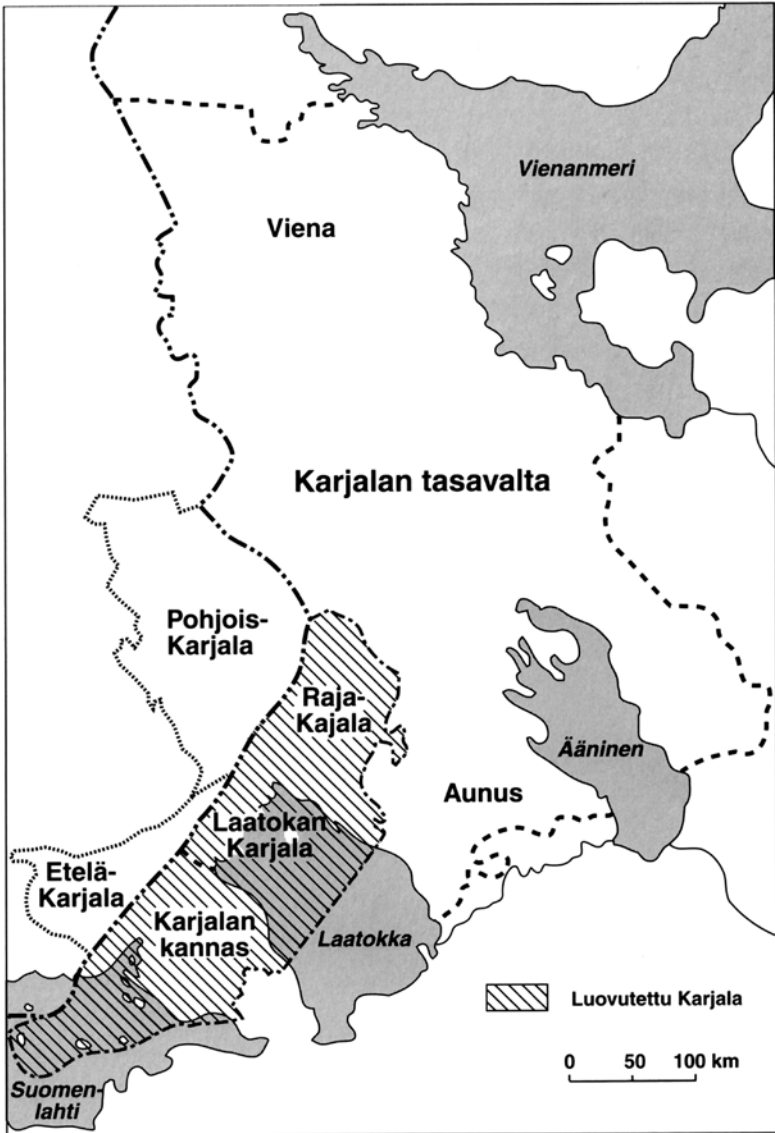 Vienanmeri
Viena
Karjalan tasavalta
Pohjois-
Karjala
Raja-
Kajala
Ääninen
Aunus
Laatokan
Karjala
Etelä-
Karjala
Karjalan
kannas
Laatokka
Luovutettu Karjala
0 50 100 km
Suomen-
lahti